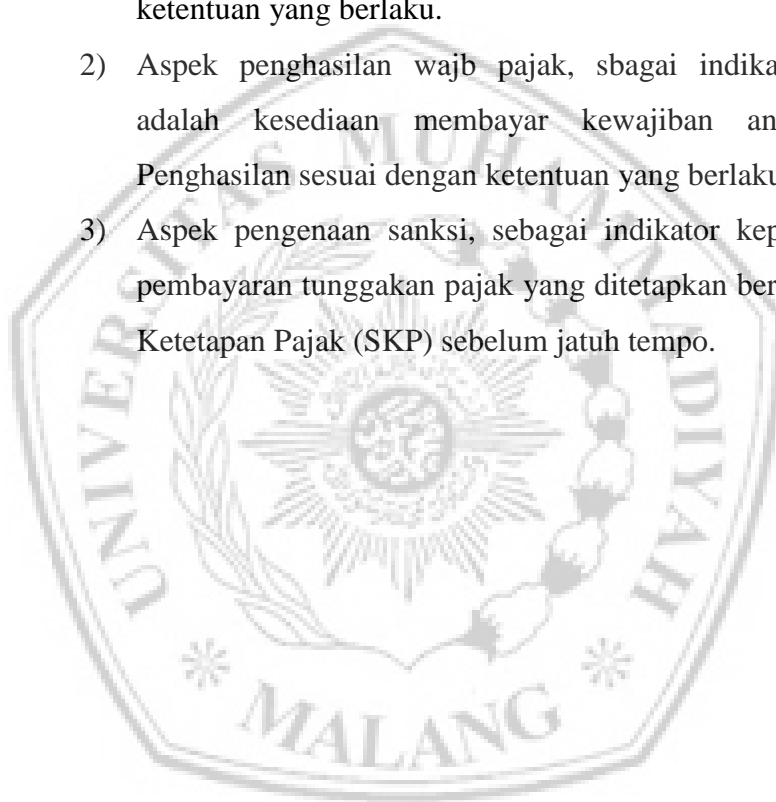 ketentuan yang berlaku.
2) Aspek penghasilan wajb pajak, sbagai indika
adalah kesediaan membayar kewajiban an
Penghasilan sesuai dengan ketentuan yang berlaku
3) Aspek pengenaan sanksi, sebagai indikator kep
pembayaran tunggakan pajak yang ditetapkan ber
Ketetapan Pajak (SKP) sebelum jatuh tempo.
UNIVERSITAS MUHAMMADIYAH
MALANG